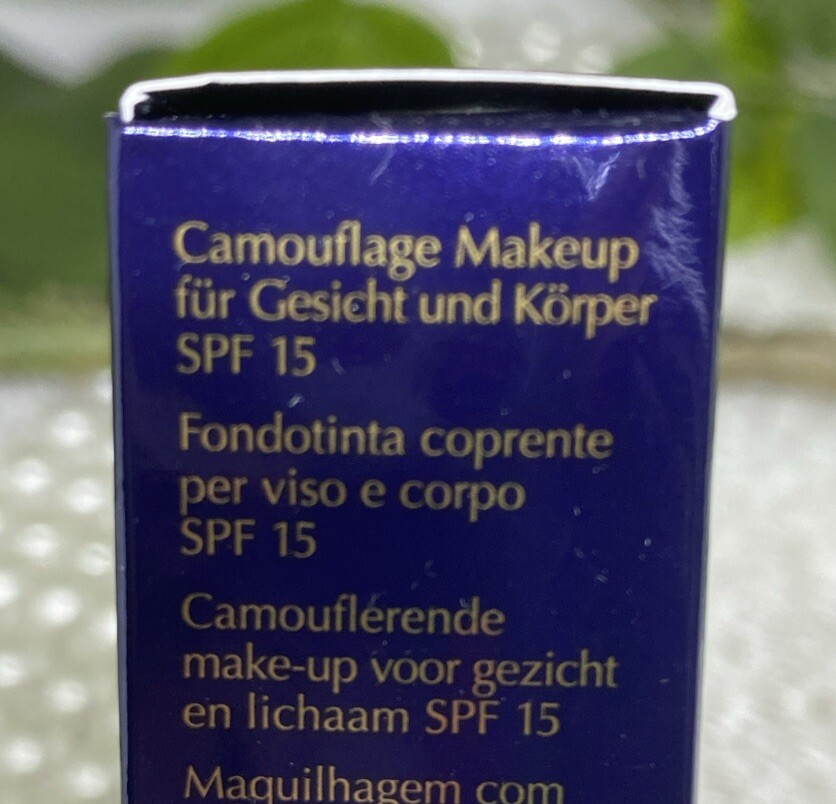 Camouflage Makeup
für Gesicht und Körper
SPF 15
Fondotinta coprente
per viso e corpo
SPF 15
Camouflerende
make-up voor gezicht
en lichaam SPF 15
Maquilhagem com